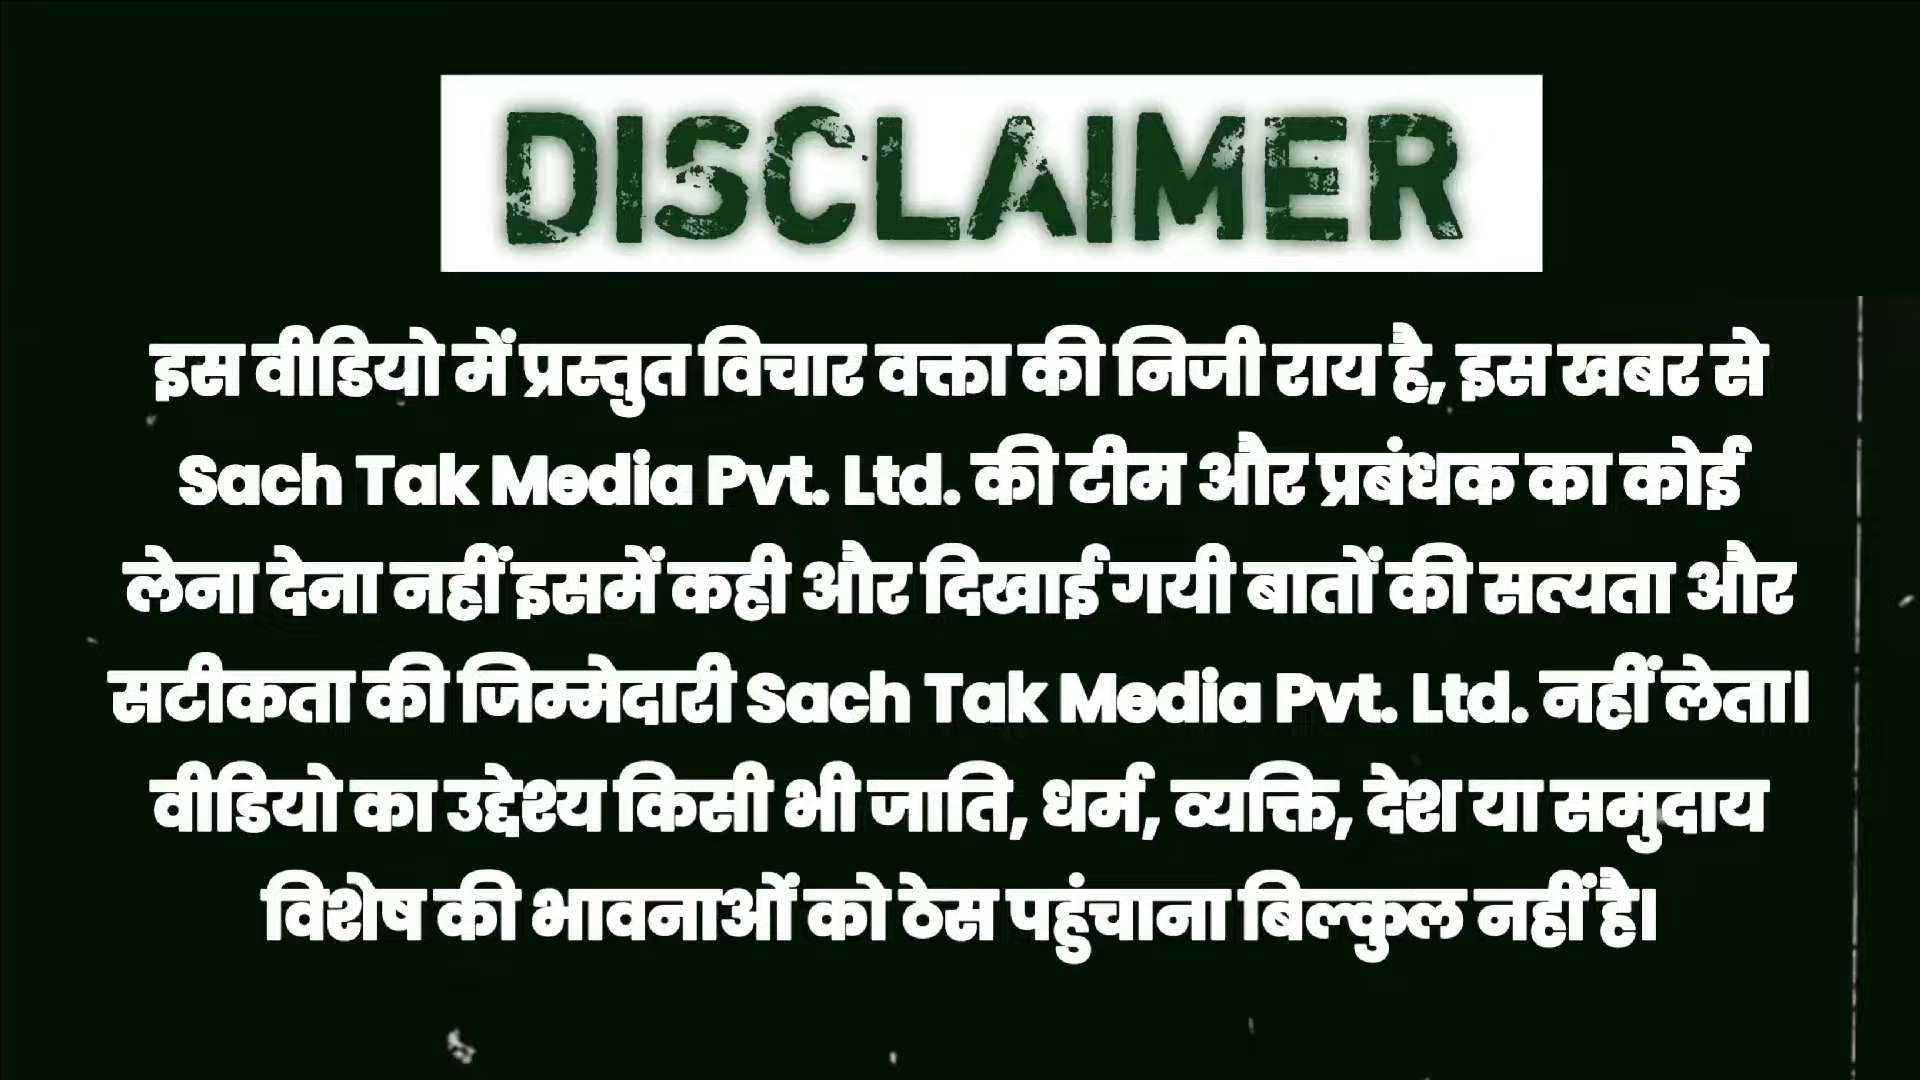 DISCLAIMER
इस वीडियो में प्रस्तुत विचार वक्ता की निजी राय है, इस खबर से
Sach Tak Media Pvt. Ltd. की टीम और प्रबंधक का कोई
लेना देना नहीं इसमें कही और दिखाई गयी बातों की सत्यता और
सटीकता की जिम्मेदारी Sach Tak Media Pvt. Ltd. नहीं लेता।
वीडियो का उद्देश्य किसी भी जाति, धर्म, व्यक्ति, देश या समुदाय
विशेष की भावनाओं को ठेस पहुंचाना बिल्कुल नहीं है।